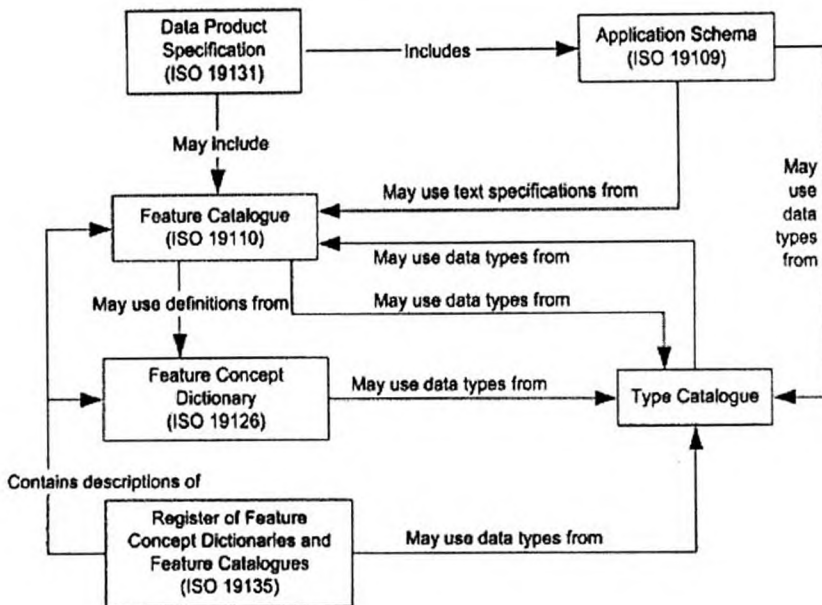 Data Product
Specification
(ISO 19131)
Includes
Application Schema
(ISO 19109)
May include
May use text specifications from
May
use
data
types
from
Feature Catalogue
(ISO 19110)
May use data types from
May use definitions from
May use data types from
Feature Concept
Dictionary
(ISO 19126)
May use data types from
Type Catalogue
Contains descriptions of
Register of Feature
Concept Dictionaries and
Feature Catalogues
(ISO 19135)
May use data types from